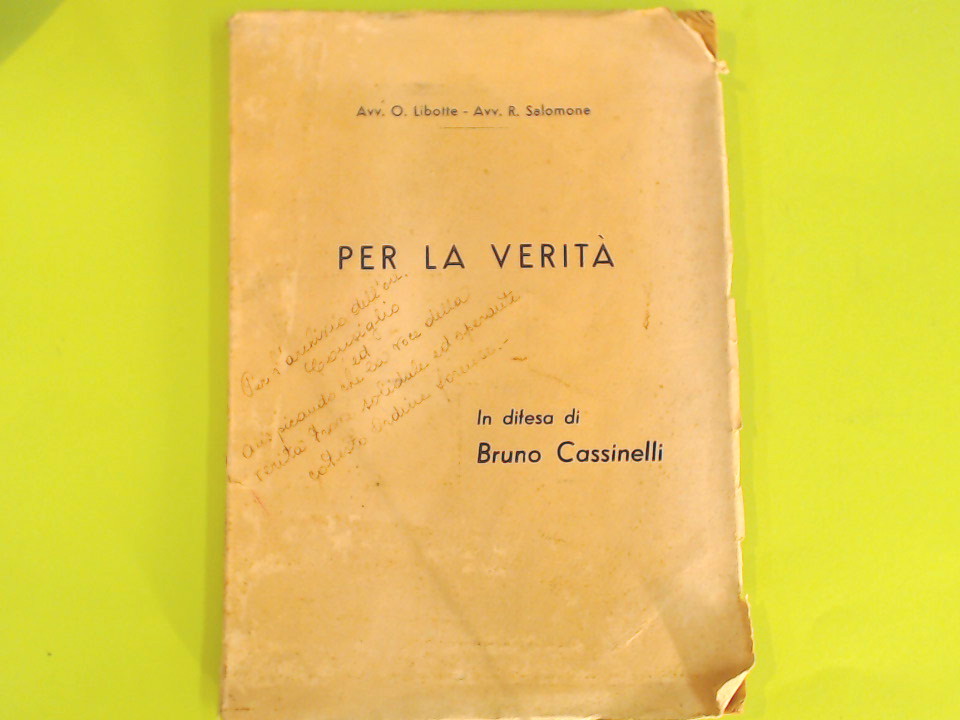 Avv. O. Libotte - Avv. R. Salomone
PER LA VERITÀ
Per l'archivio dell'on.
Consiglio
ed
auspicando che la voce della
verità trovi solidale ed operante
codesto Ordine forense.-
In difesa di
Bruno Cassinelli